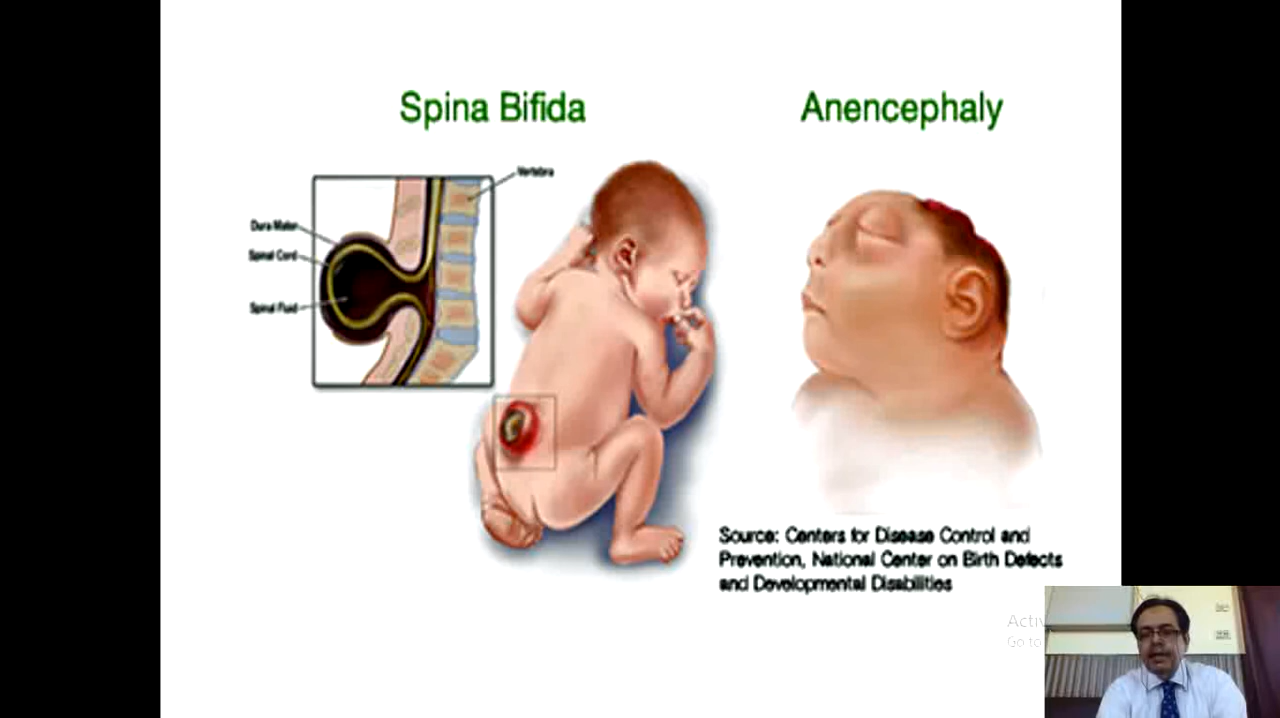 Spina Bifida
Anencephaly
Vertebra
Dura Mater
Spinal Cord
Spinal Fluid
Source: Centers for Disease Control and
Prevention, National Center on Birth Defects
and Developmental Disabilities
Go to